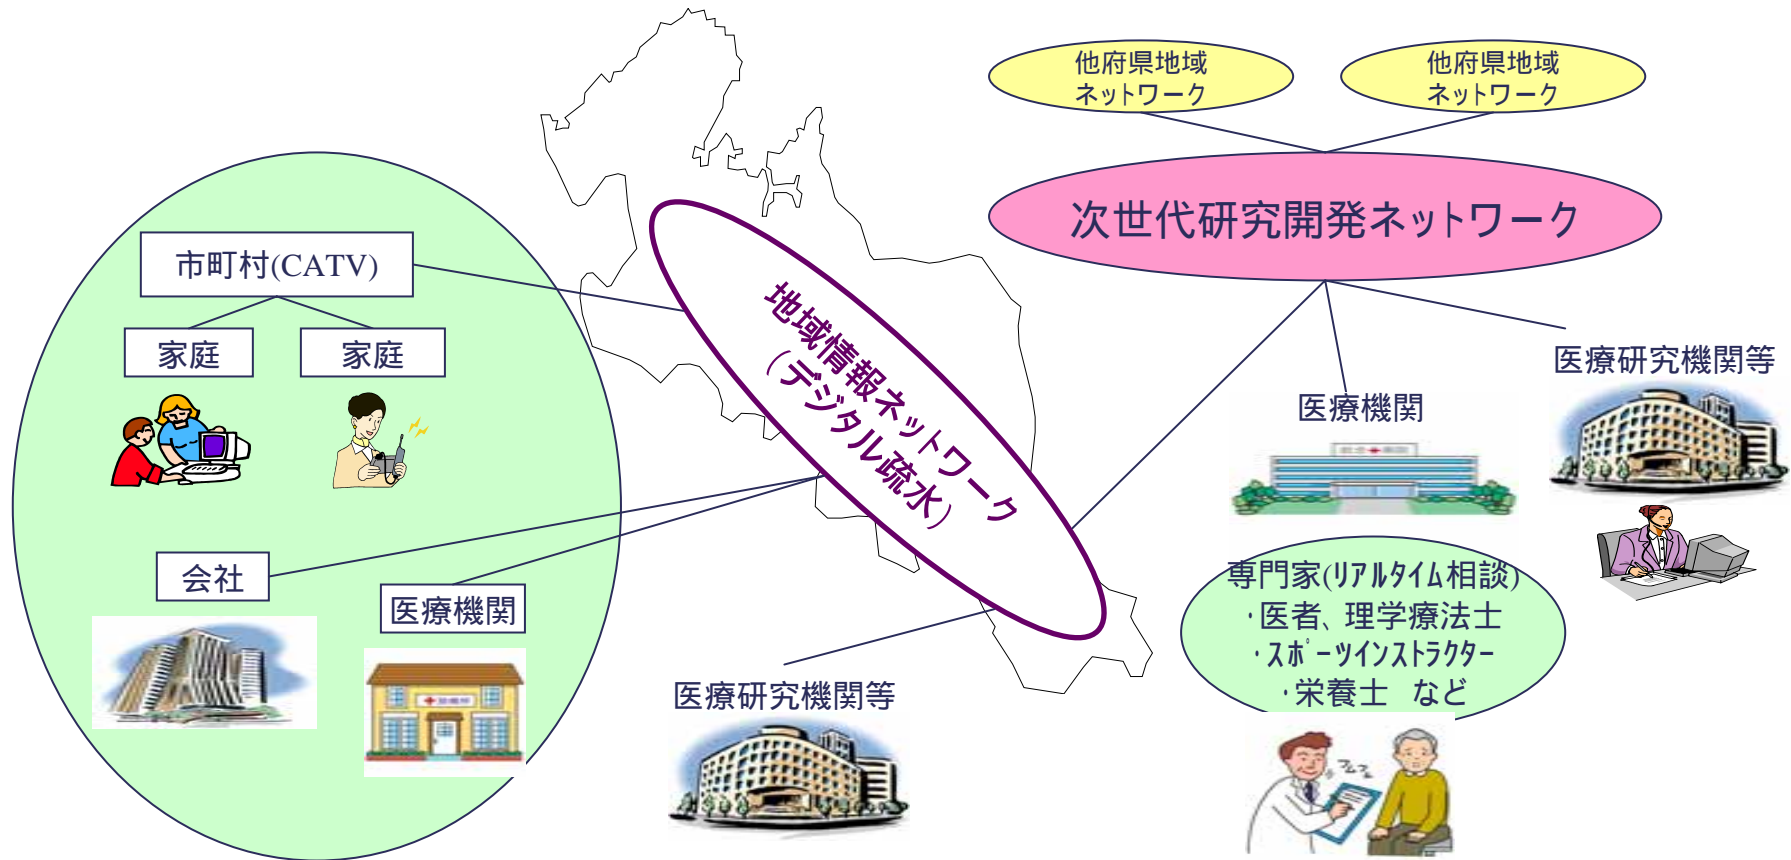 他府県地域
ネットワーク
他府県地域
ネットワーク
次世代研究開発ネットワーク
市町村(CATV)
家庭
家庭
地域情報ネットワーク
(デジタル疏水)
医療研究機関等
医療機関
会社
医療機関
専門家(リアルタイム相談)
・医者、理学療法士
・スポーツインストラクター
・栄養士 など
医療研究機関等